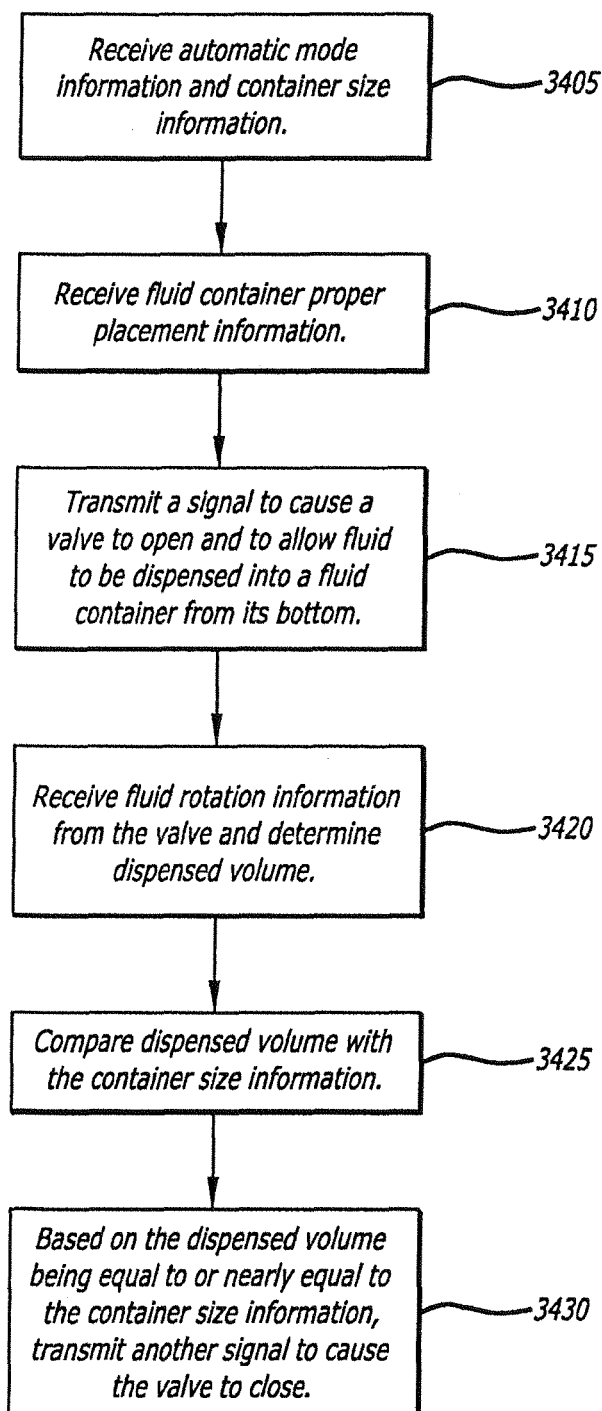 Receive automatic mode
information and container size
information.
3405
Receive fluid container proper
placement information.
3410
Transmit a signal to cause a
valve to open and to allow fluid
to be dispensed into a fluid
container from its bottom.
3415
Receive fluid rotation information
from the valve and determine
dispensed volume.
3420
Compare dispensed volume with
the container size information.
3425
Based on the dispensed volume
being equal to or nearly equal to
the container size information,
transmit another signal to cause
the valve to close.
3430